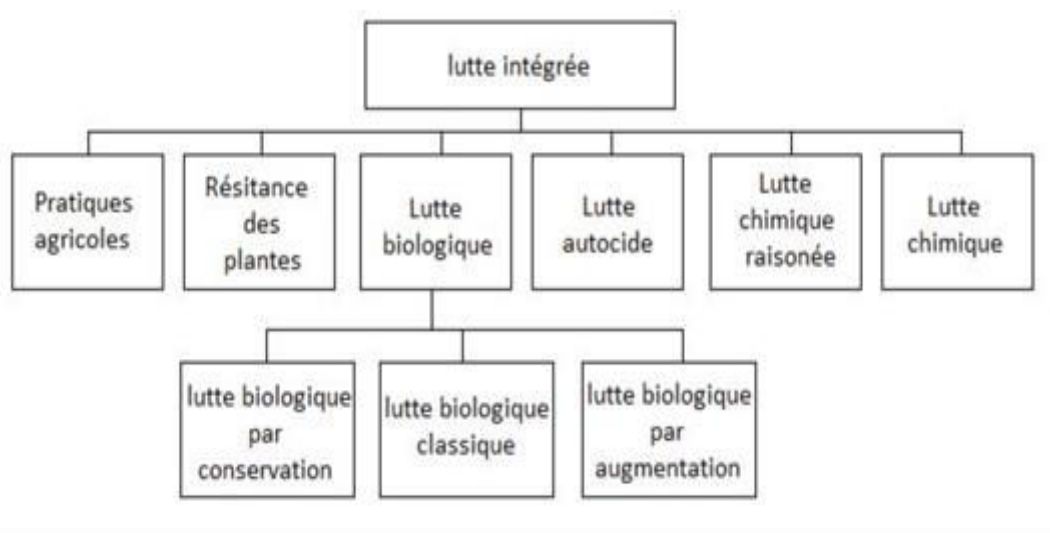 lutte intégrée
Pratiques
agricoles
Résitance
des
plantes
Lutte
biologique
Lutte
autocide
Lutte
chimique
raisonée
Lutte
chimique
lutte biologique
par
conservation
lutte biologique
classique
lutte biologique
par
augmentation